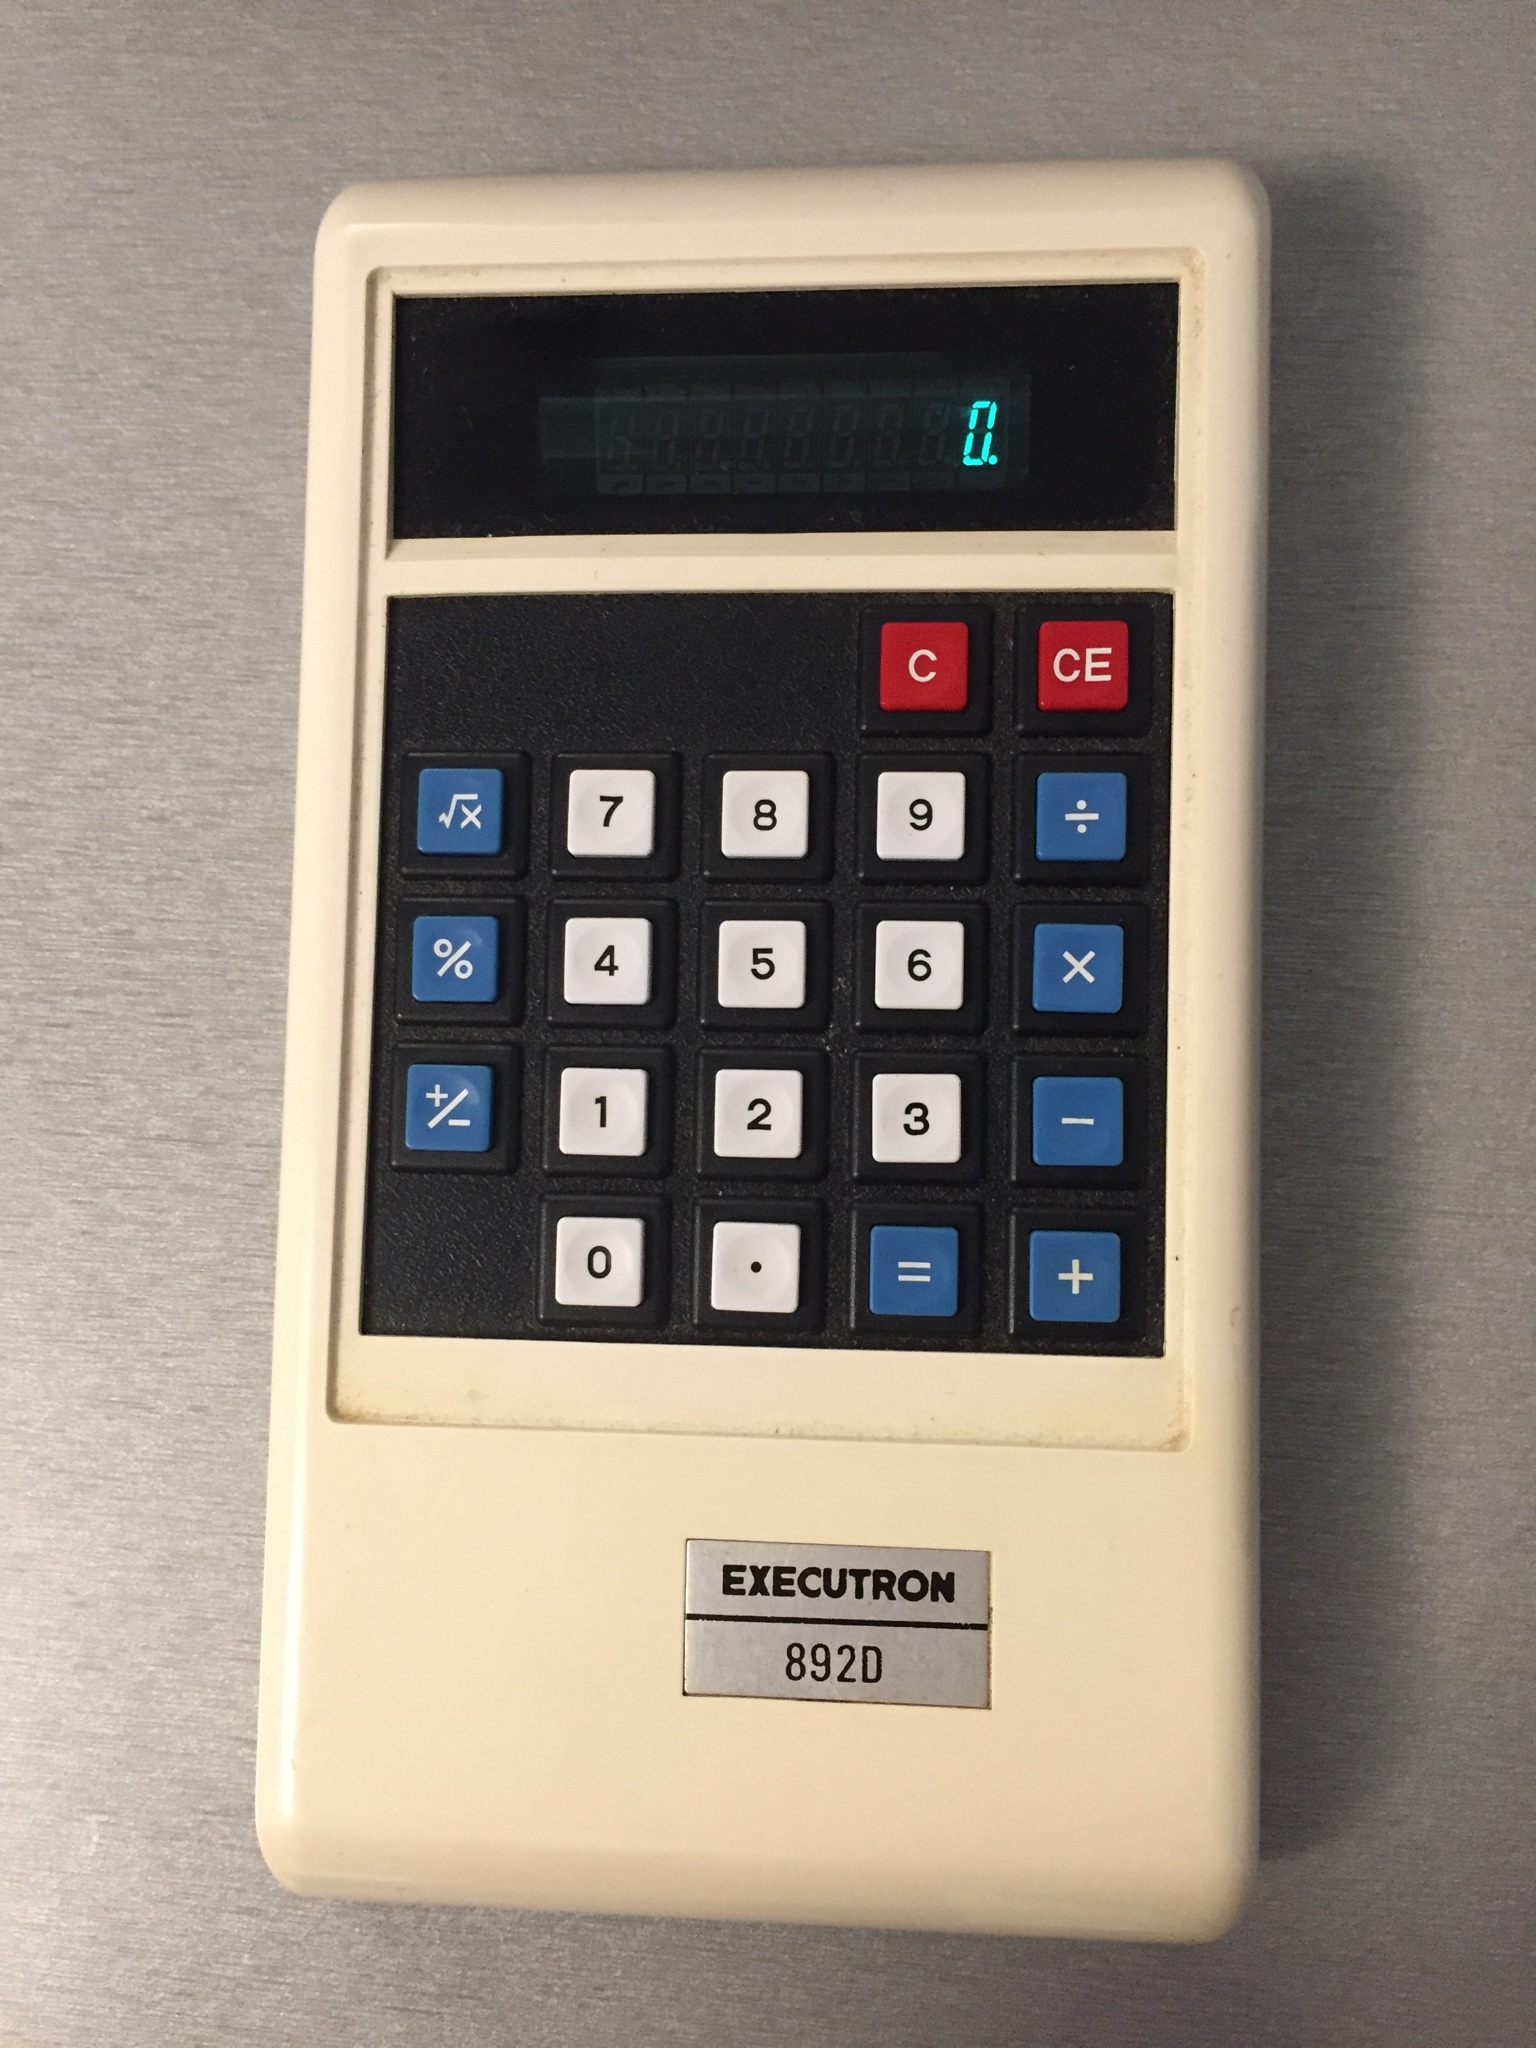 0.
C CE
√x 7 8 9 ÷
% 4 5 6 ×
+/- 1 2 3 −
0 . = +
EXECUTRON
892D